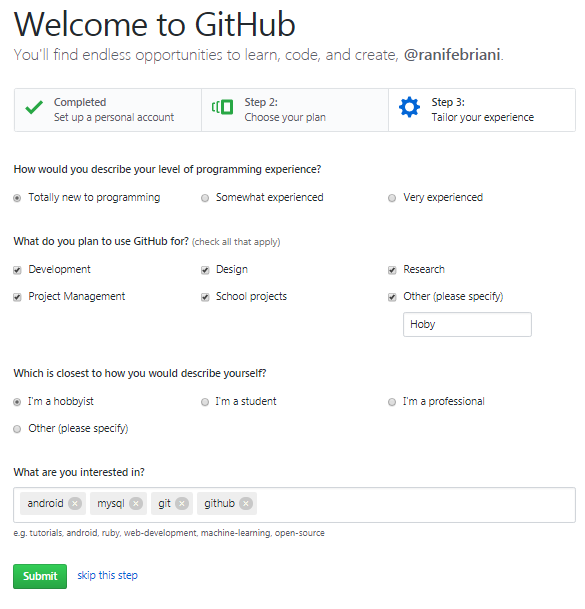 Welcome to GitHub
You'll find endless opportunities to learn, code, and create, @ranifebriani.
Completed
Set up a personal account
Step 2:
Choose your plan
Step 3:
Tailor your experience
How would you describe your level of programming experience?
Totally new to programming Somewhat experienced Very experienced
What do you plan to use GitHub for? (check all that apply)
Development Design Research
Project Management School projects Other (please specify)
Hoby
Which is closest to how you would describe yourself?
I'm a hobbyist I'm a student I'm a professional
Other (please specify)
What are you interested in?
android mysql git github
e.g. tutorials, android, ruby, web-development, machine-learning, open-source
Submit skip this step